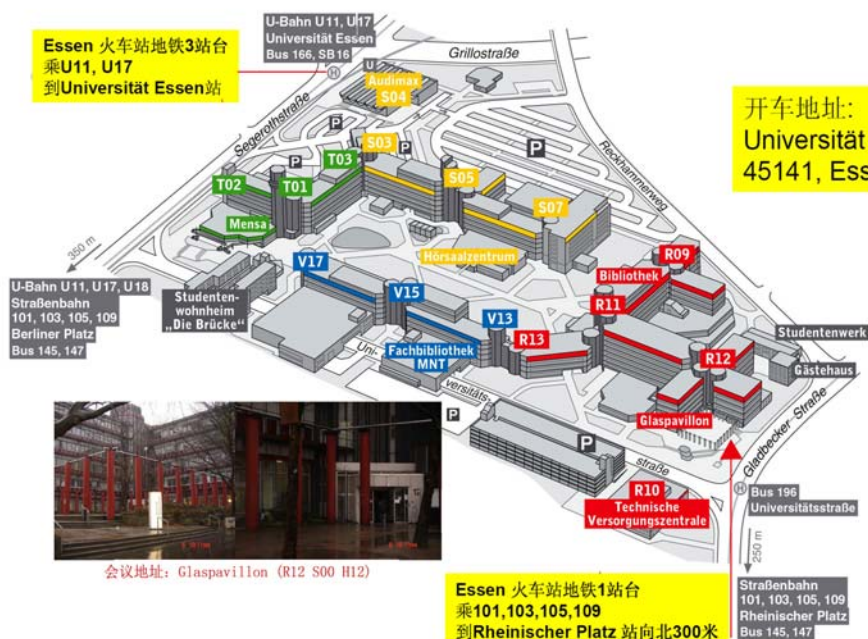 U-Bahn U11, U17
Universität Essen
Bus 166, SB16
Essen 火车站地铁3站台
乘U11, U17
到Universität Essen站
Grillostraße
U
H
Audimax
S04
Segerothstraße
P
P
P
P
开车地址:
Universität
45141, Ess
Reckhammerweg
S03
T03
T02
T01
S05
S07
Mensa
Hörsaalzentrum
350 m
U-Bahn U11, U17, U18
Straßenbahn
101, 103, 105, 109
Berliner Platz
Bus 145, 147
Studenten-
wohnheim
„Die Brücke“
V17
V15
V13
Fachbibliothek
MNT
R09
Bibliothek
R11
R13
R12
Studentenwerk
Gästehaus
Glaspavillon
Gladbecker Straße
Uni-
versitäts-
straße
P
P
R10
Technische
Versorgungszentrale
H
Bus 196
Universitätsstraße
250 m
Straßenbahn
101, 103, 105, 109
Rheinischer Platz
Bus 145, 147
会议地址: Glaspavillon (R12 S00 H12)
Essen 火车站地铁1站台
乘101,103,105,109
到Rheinischer Platz 站向北300米